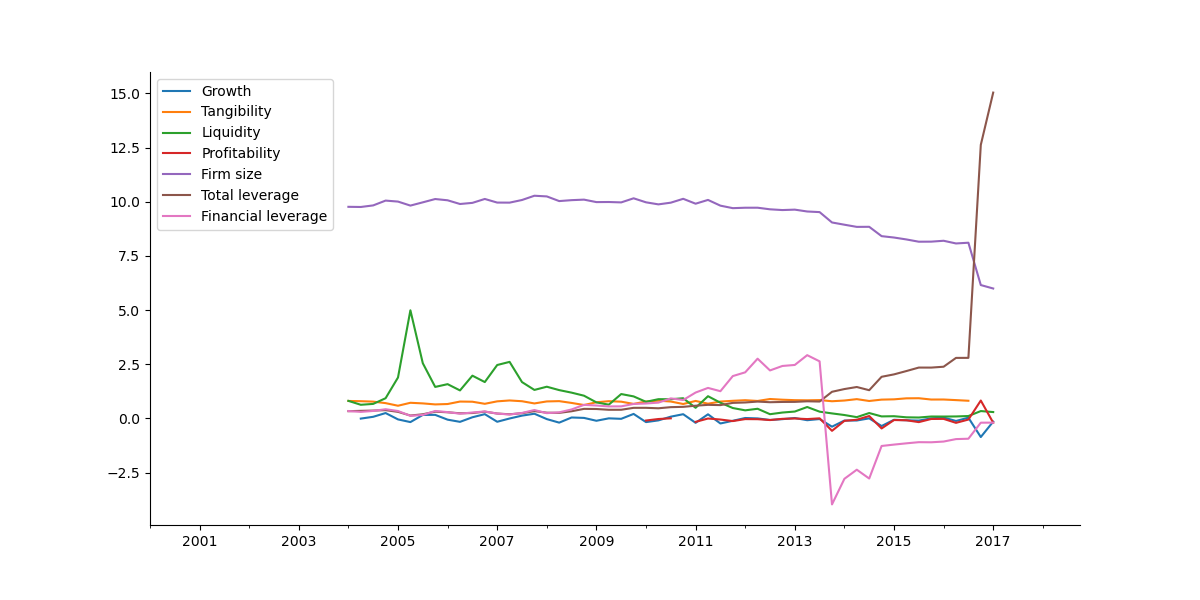 Growth
Tangibility
Liquidity
Profitability
Firm size
Total leverage
Financial leverage
15.0
12.5
10.0
7.5
5.0
2.5
0.0
−2.5
2001 2003 2005 2007 2009 2011 2013 2015 2017